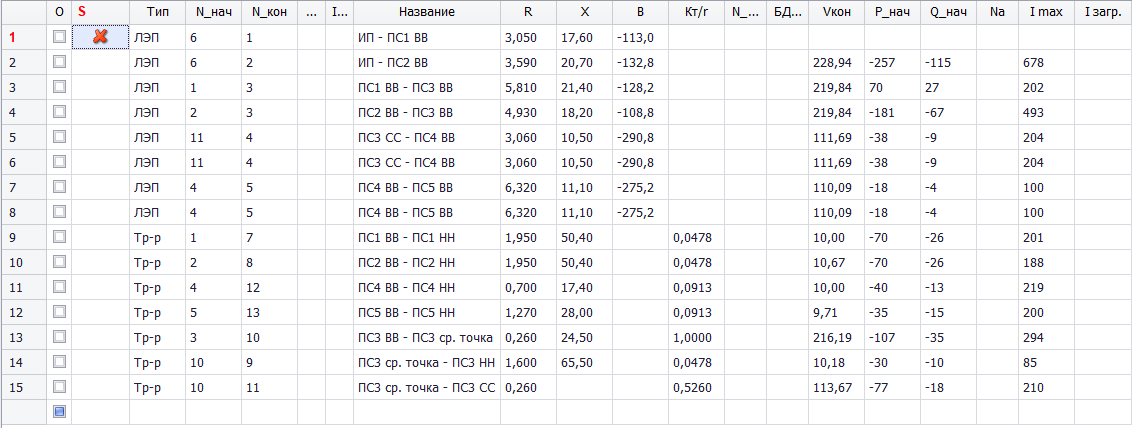 O S Тип N_нач N_кон ... I... Название R X B Кт/r N_... БД... Vкон P_нач Q_нач Na I max I загр.
1 ЛЭП 6 1 ИП - ПС1 ВВ 3,050 17,60 -113,0
2 ЛЭП 6 2 ИП - ПС2 ВВ 3,590 20,70 -132,8 228,94 -257 -115 678
3 ЛЭП 1 3 ПС1 ВВ - ПС3 ВВ 5,810 21,40 -128,2 219,84 70 27 202
4 ЛЭП 2 3 ПС2 ВВ - ПС3 ВВ 4,930 18,20 -108,8 219,84 -181 -67 493
5 ЛЭП 11 4 ПС3 СС - ПС4 ВВ 3,060 10,50 -290,8 111,69 -38 -9 204
6 ЛЭП 11 4 ПС3 СС - ПС4 ВВ 3,060 10,50 -290,8 111,69 -38 -9 204
7 ЛЭП 4 5 ПС4 ВВ - ПС5 ВВ 6,320 11,10 -275,2 110,09 -18 -4 100
8 ЛЭП 4 5 ПС4 ВВ - ПС5 ВВ 6,320 11,10 -275,2 110,09 -18 -4 100
9 Тр-р 1 7 ПС1 ВВ - ПС1 НН 1,950 50,40 0,0478 10,00 -70 -26 201
10 Тр-р 2 8 ПС2 ВВ - ПС2 НН 1,950 50,40 0,0478 10,67 -70 -26 188
11 Тр-р 4 12 ПС4 ВВ - ПС4 НН 0,700 17,40 0,0913 10,00 -40 -13 219
12 Тр-р 5 13 ПС5 ВВ - ПС5 НН 1,270 28,00 0,0913 9,71 -35 -15 200
13 Тр-р 3 10 ПС3 ВВ - ПС3 ср. точка 0,260 24,50 1,0000 216,19 -107 -35 294
14 Тр-р 10 9 ПС3 ср. точка - ПС3 НН 1,600 65,50 0,0478 10,18 -30 -10 85
15 Тр-р 10 11 ПС3 ср. точка - ПС3 СС 0,260 0,5260 113,67 -77 -18 210